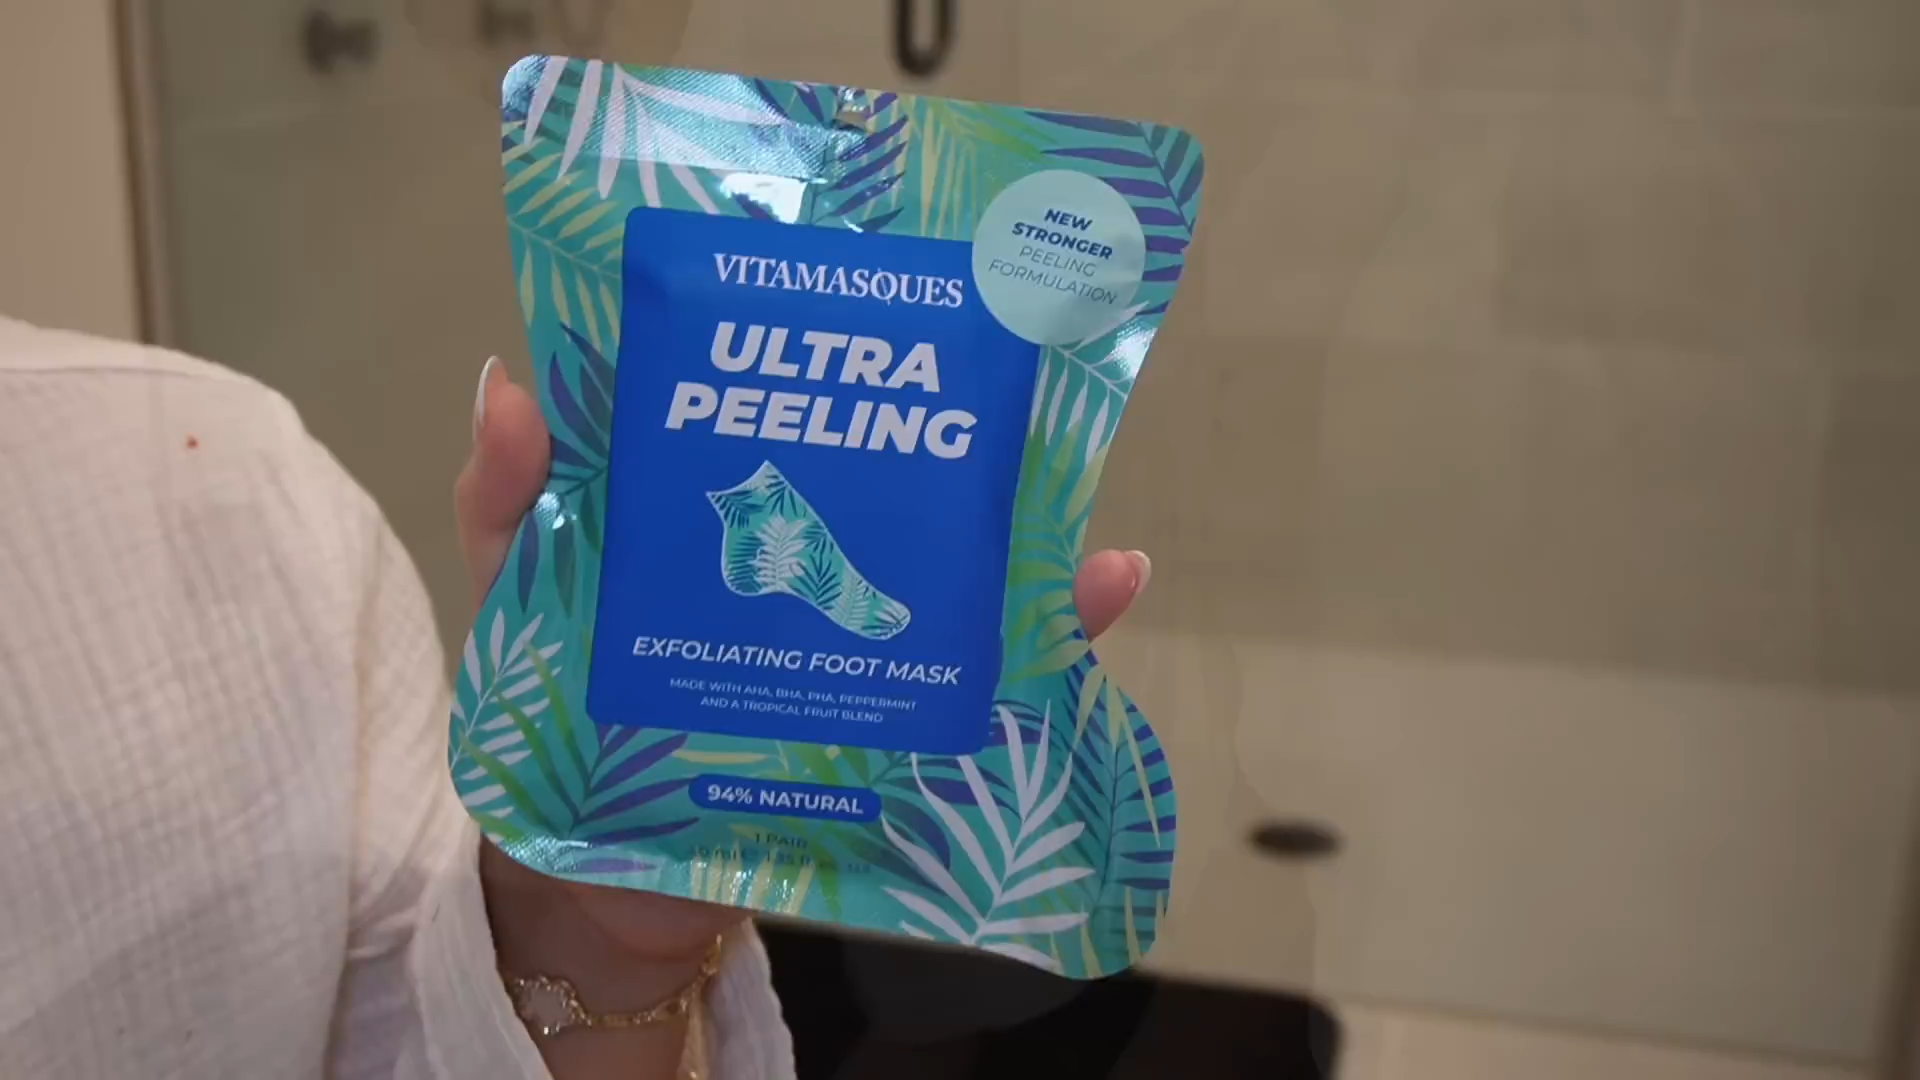 NEW
STRONGER
PEELING
FORMULATION
VITAMASQUES
ULTRA
PEELING
EXFOLIATING FOOT MASK
MADE WITH AHA, BHA, PHA, PEPPERMINT
AND A TROPICAL FRUIT BLEND
94% NATURAL
1 PAIR